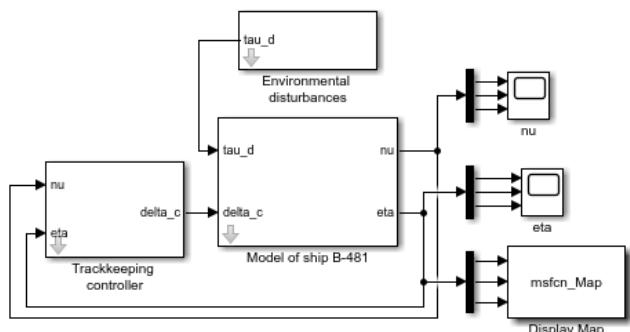 tau_d
Environmental
disturbances
tau_d
delta_c
nu
eta
Model of ship B-481
nu
eta
delta_c
Trackkeeping
controller
nu
eta
msfcn_Map
Display Map